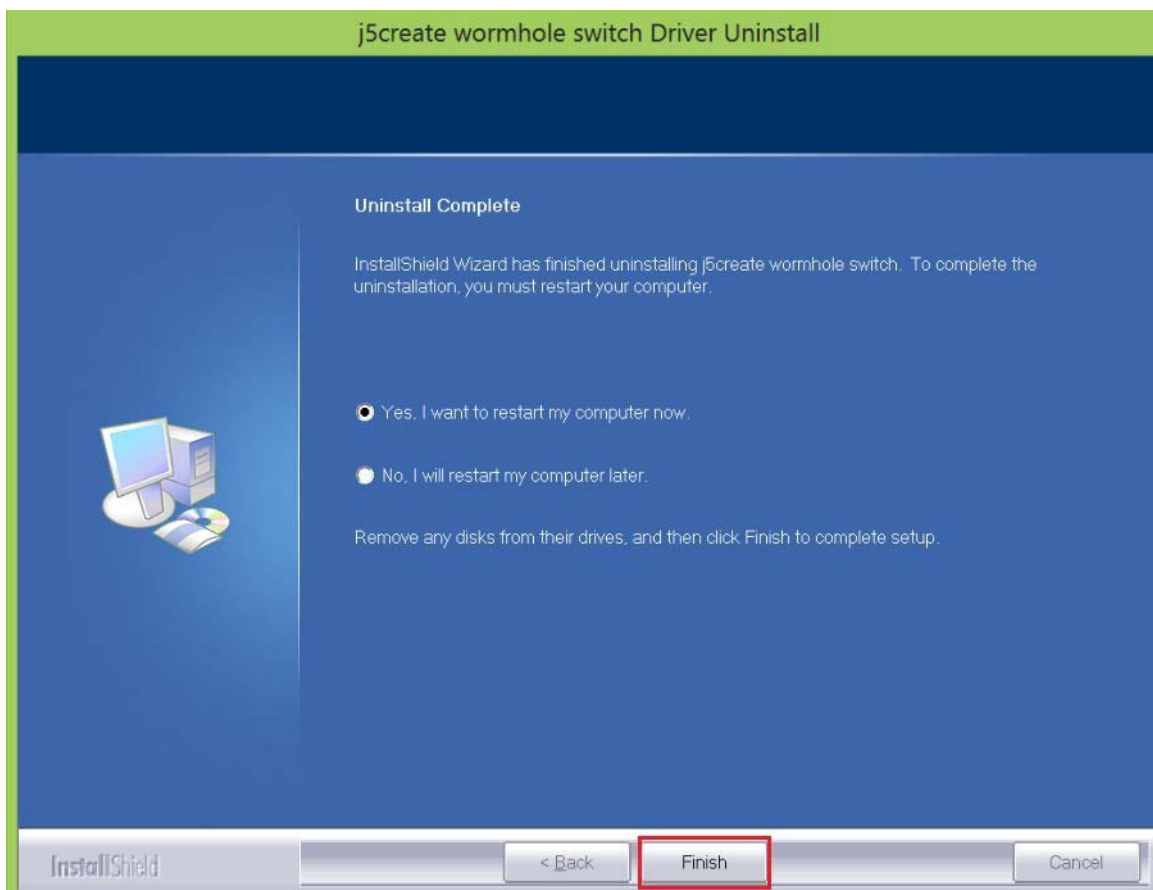 j5create wormhole switch Driver Uninstall
Uninstall Complete
InstallShield Wizard has finished uninstalling j5create wormhole switch. To complete the
uninstallation, you must restart your computer.
Yes, I want to restart my computer now.
No, I will restart my computer later.
Remove any disks from their drives, and then click Finish to complete setup.
InstallShield
< Back
Finish
Cancel